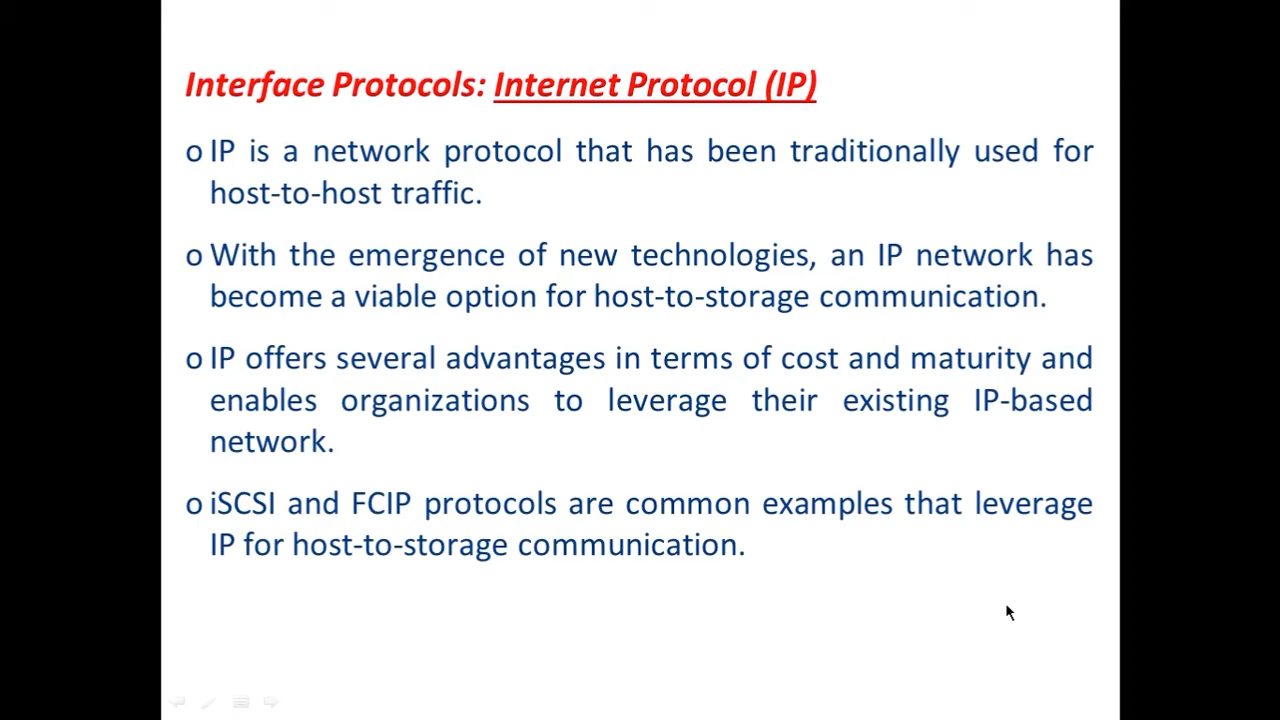 Interface Protocols: Internet Protocol (IP)
o IP is a network protocol that has been traditionally used for
host-to-host traffic.
o With the emergence of new technologies, an IP network has
become a viable option for host-to-storage communication.
o IP offers several advantages in terms of cost and maturity and
enables organizations to leverage their existing IP-based
network.
o iSCSI and FCIP protocols are common examples that leverage
IP for host-to-storage communication.